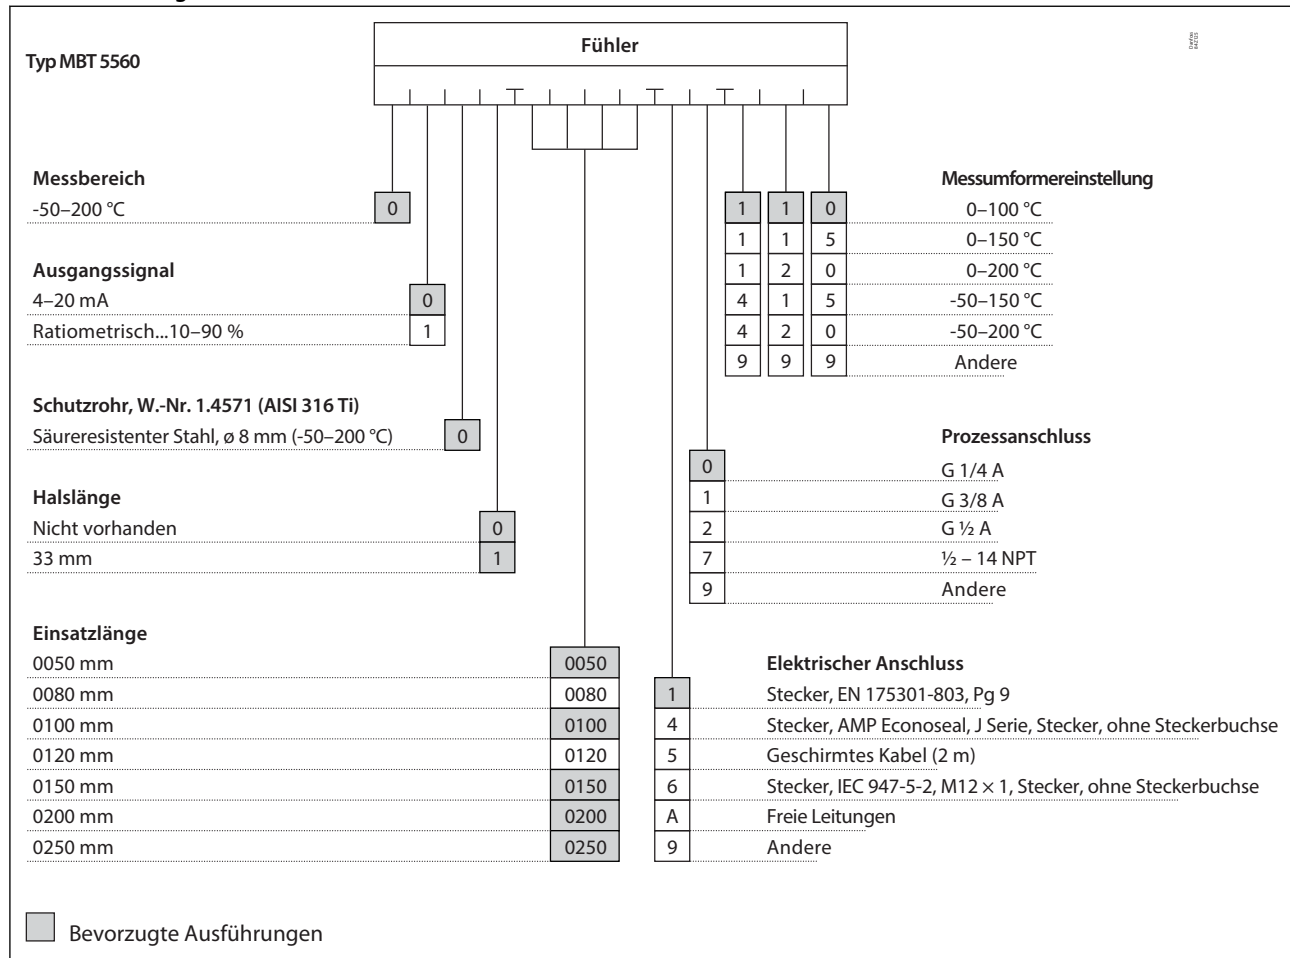 Typ MBT 5560
Fühler
Danfoss
Messbereich
-50–200 °C 0
Ausgangssignal
4–20 mA 0
Ratiometrisch...10–90 % 1
Schutzrohr, W.-Nr. 1.4571 (AISI 316 Ti)
Säureresistenter Stahl, ø 8 mm (-50–200 °C) 0
Halslänge
Nicht vorhanden 0
33 mm 1
Einsatzlänge
0050 mm 0050
0080 mm 0080
0100 mm 0100
0120 mm 0120
0150 mm 0150
0200 mm 0200
0250 mm 0250
Messumformereinstellung
1 1 0 0–100 °C
1 1 5 0–150 °C
1 2 0 0–200 °C
4 1 5 -50–150 °C
4 2 0 -50–200 °C
9 9 9 Andere
Prozessanschluss
0 G 1/4 A
1 G 3/8 A
2 G ½ A
7 ½ – 14 NPT
9 Andere
Elektrischer Anschluss
1 Stecker, EN 175301-803, Pg 9
4 Stecker, AMP Econoseal, J Serie, Stecker, ohne Steckerbuchse
5 Geschirmtes Kabel (2 m)
6 Stecker, IEC 947-5-2, M12 × 1, Stecker, ohne Steckerbuchse
A Freie Leitungen
9 Andere
Bevorzugte Ausführungen